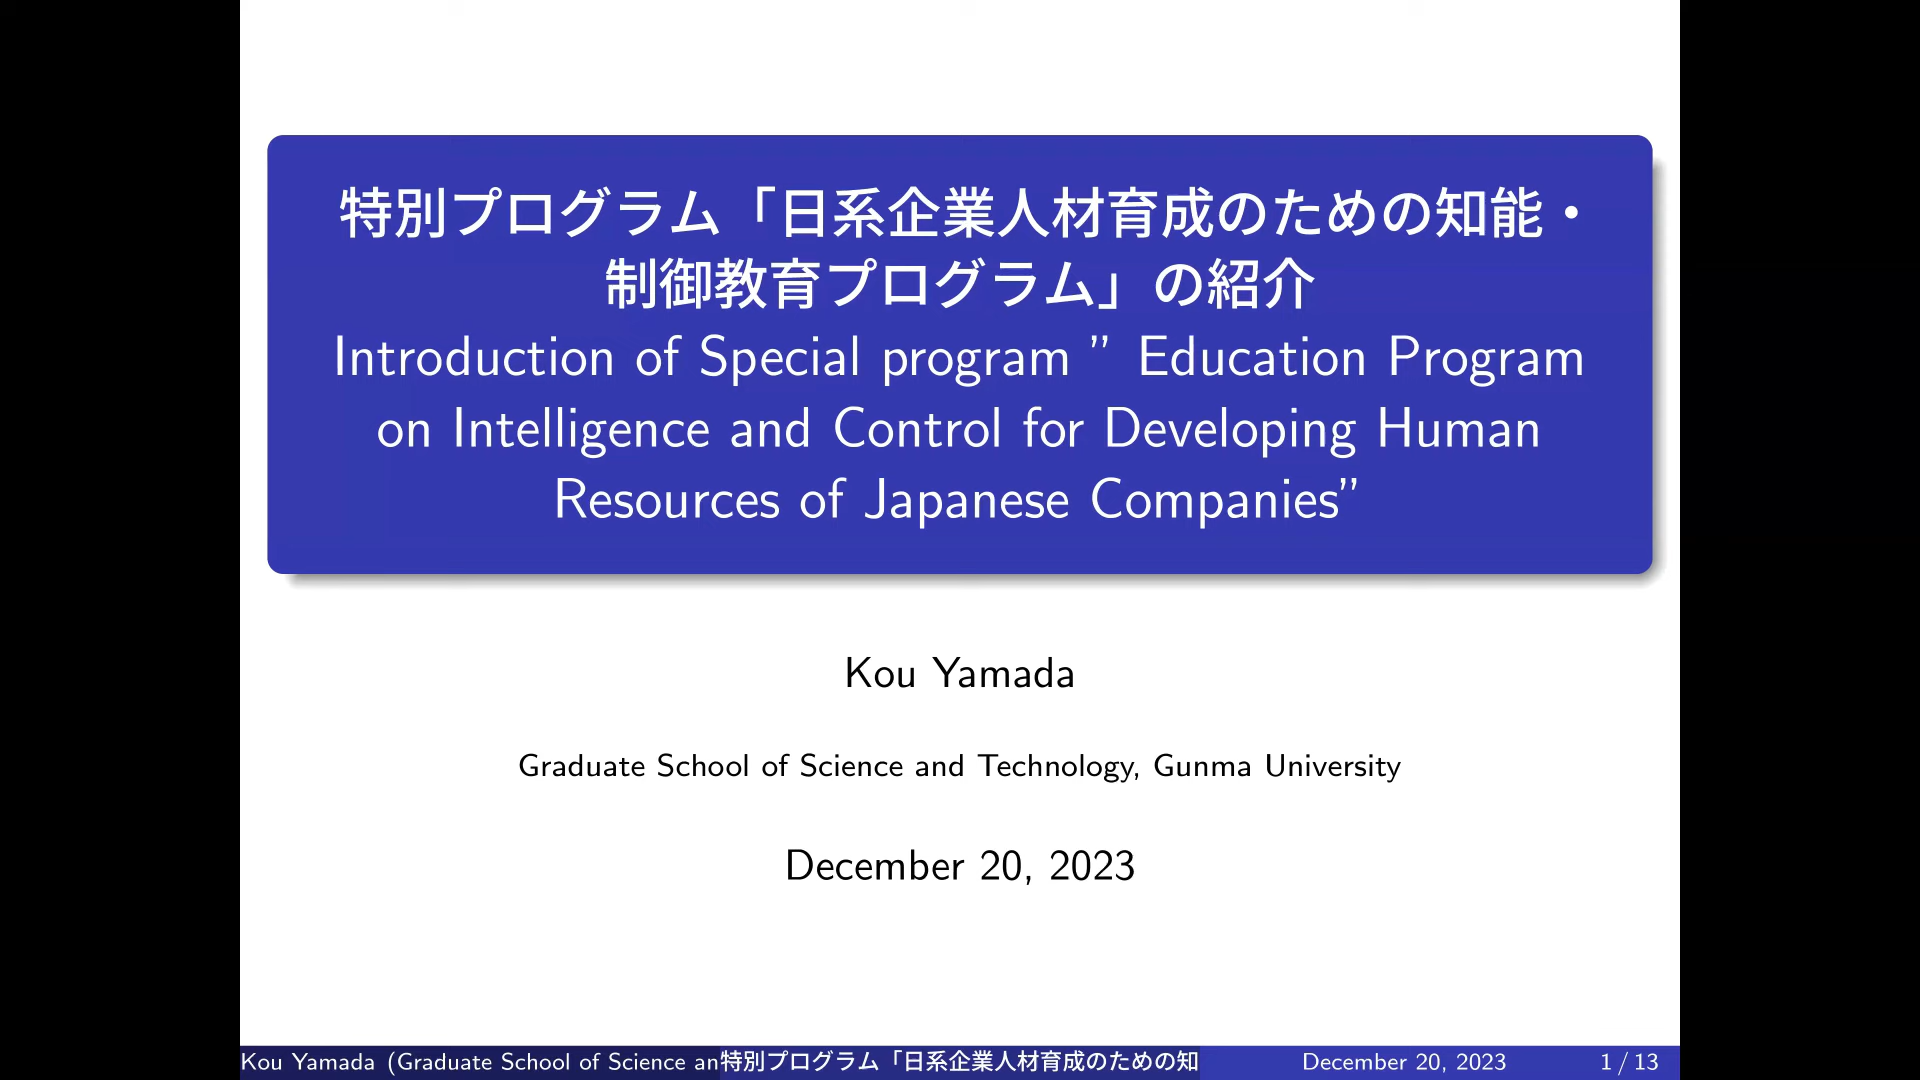 特別プログラム「日系企業人材育成のための知能・
制御教育プログラム」の紹介
Introduction of Special program ” Education Program
on Intelligence and Control for Developing Human
Resources of Japanese Companies”
Kou Yamada
Graduate School of Science and Technology, Gunma University
December 20, 2023
Kou Yamada (Graduate School of Science an特別プログラム「日系企業人材育成のための知 December 20, 2023 1 / 13